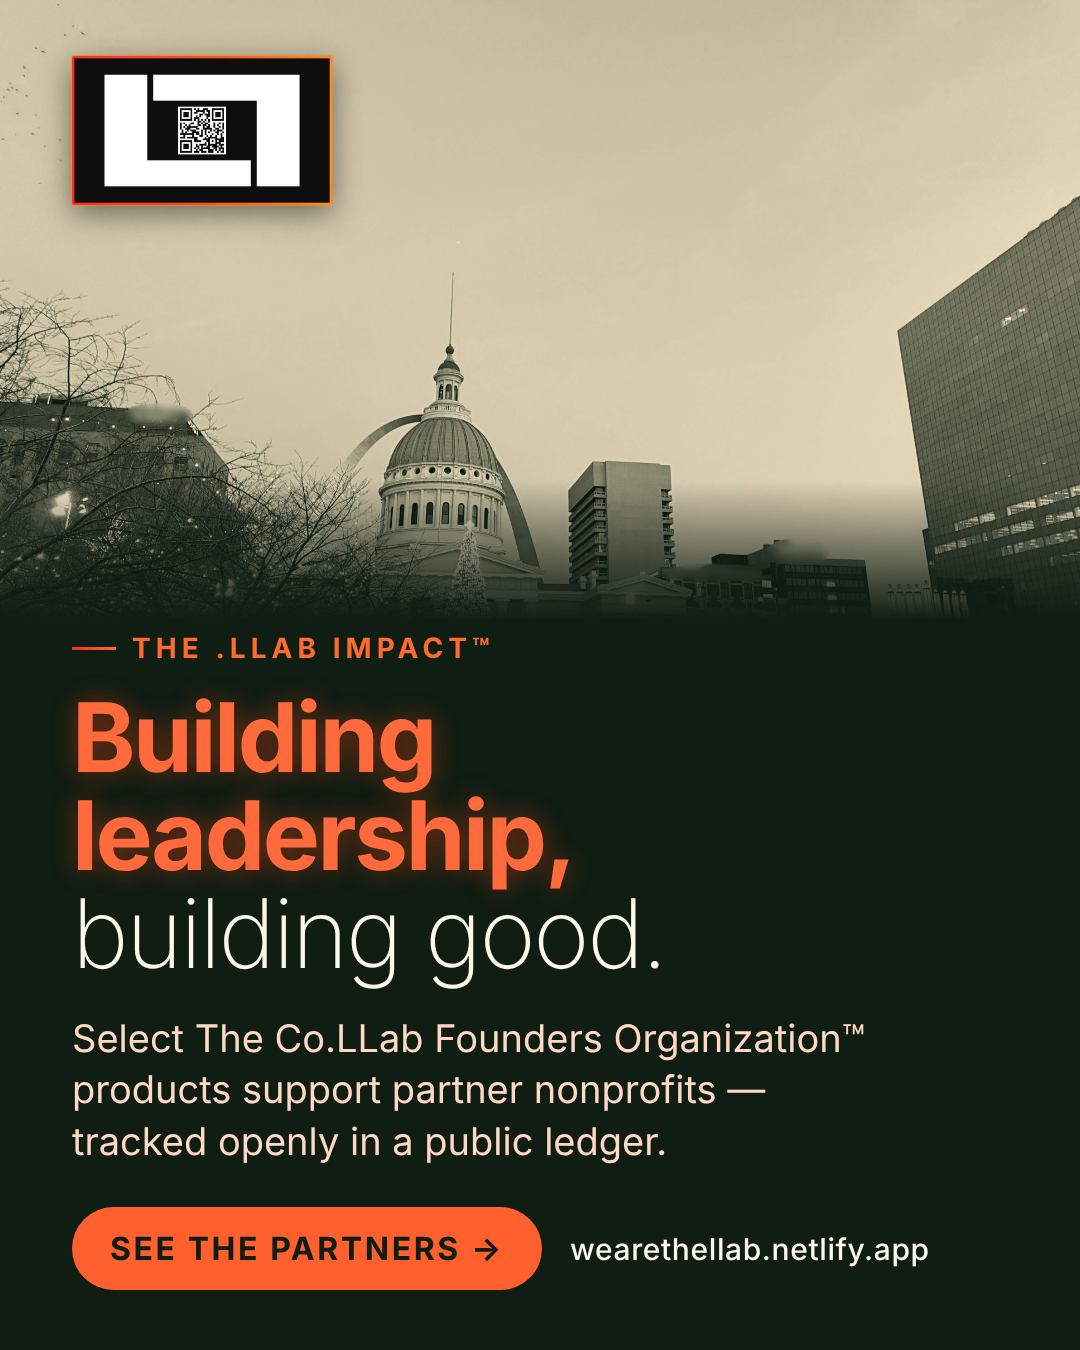 THE .LLAB IMPACT™
Building
leadership,
building good.
Select The Co.LLab Founders Organization™
products support partner nonprofits —
tracked openly in a public ledger.
SEE THE PARTNERS →
wearethellab.netlify.app